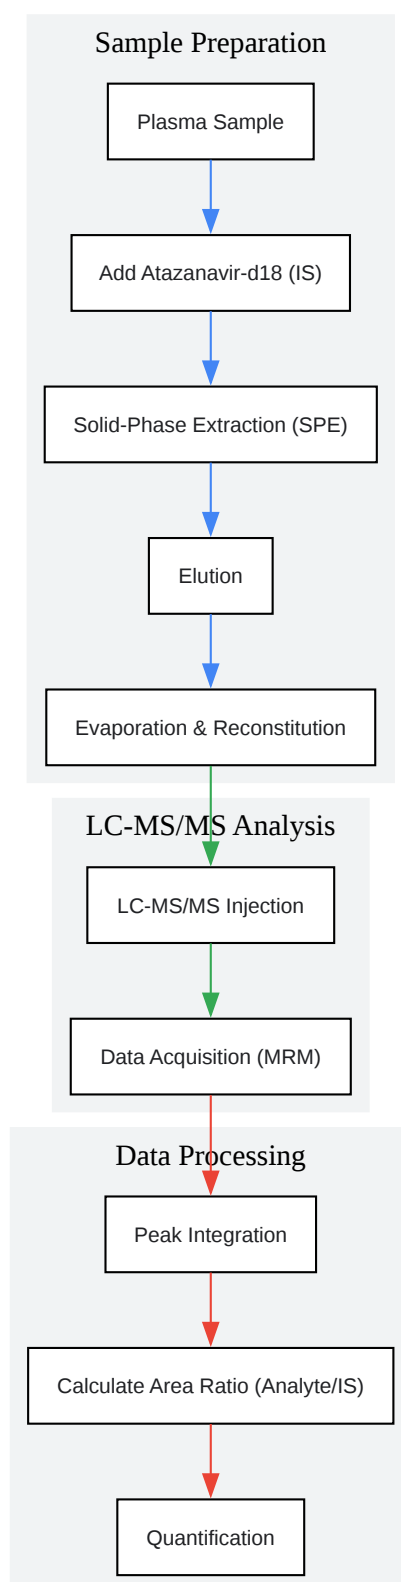 Sample Preparation
Plasma Sample
Add Atazanavir-d18 (IS)
Solid-Phase Extraction (SPE)
Elution
Evaporation & Reconstitution
LC-MS/MS Analysis
LC-MS/MS Injection
Data Acquisition (MRM)
Data Processing
Peak Integration
Calculate Area Ratio (Analyte/IS)
Quantification